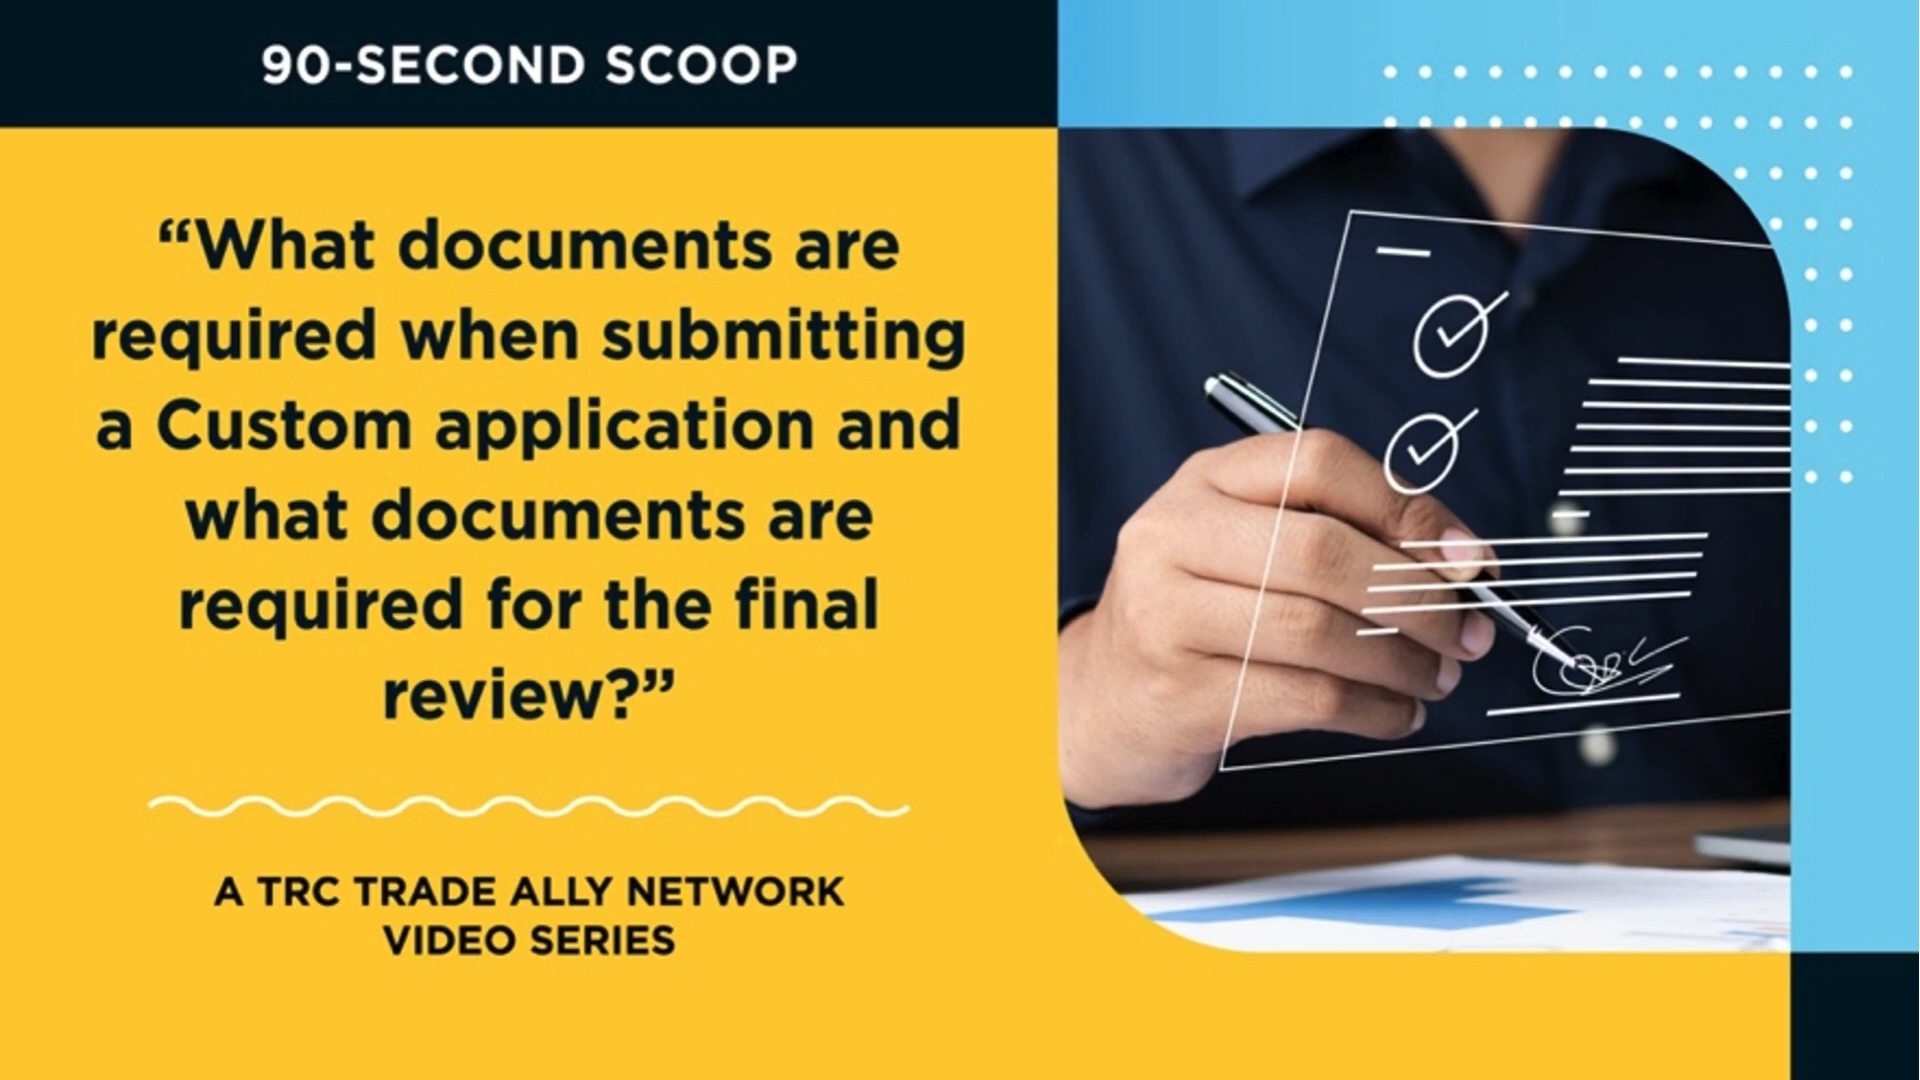 90-SECOND SCOOP
“What documents are
required when submitting
a Custom application and
what documents are
required for the final
review?”
A TRC TRADE ALLY NETWORK
VIDEO SERIES